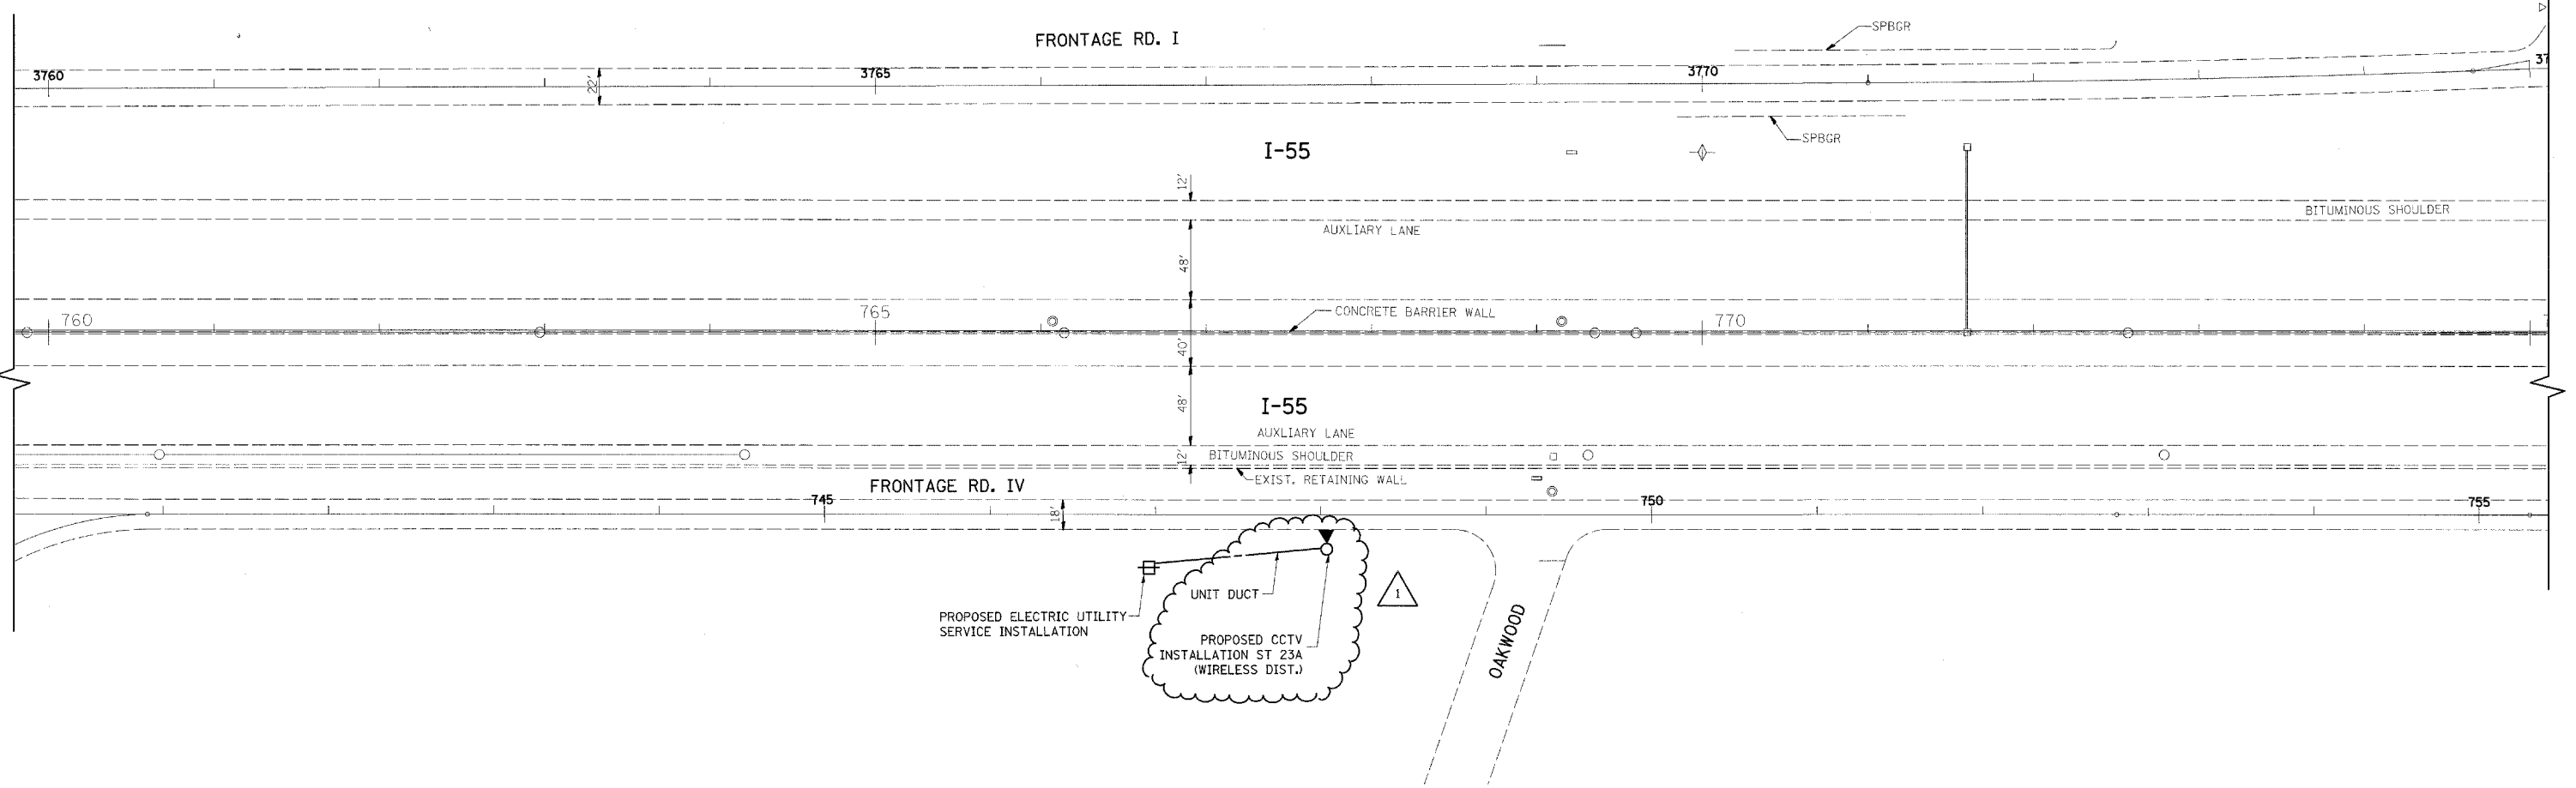 FRONTAGE RD. I
SPBGR
3760
3765
3770
37
22'
SPBGR
I-55
12'
BITUMINOUS SHOULDER
AUXLIARY LANE
48'
760
765
CONCRETE BARRIER WALL
770
40'
48'
I-55
AUXLIARY LANE
12'
BITUMINOUS SHOULDER
EXIST. RETAINING WALL
FRONTAGE RD. IV
745
750
755
18'
UNIT DUCT
1
PROPOSED ELECTRIC UTILITY
SERVICE INSTALLATION
PROPOSED CCTV
INSTALLATION ST 23A
(WIRELESS DIST.)
OAKWOOD